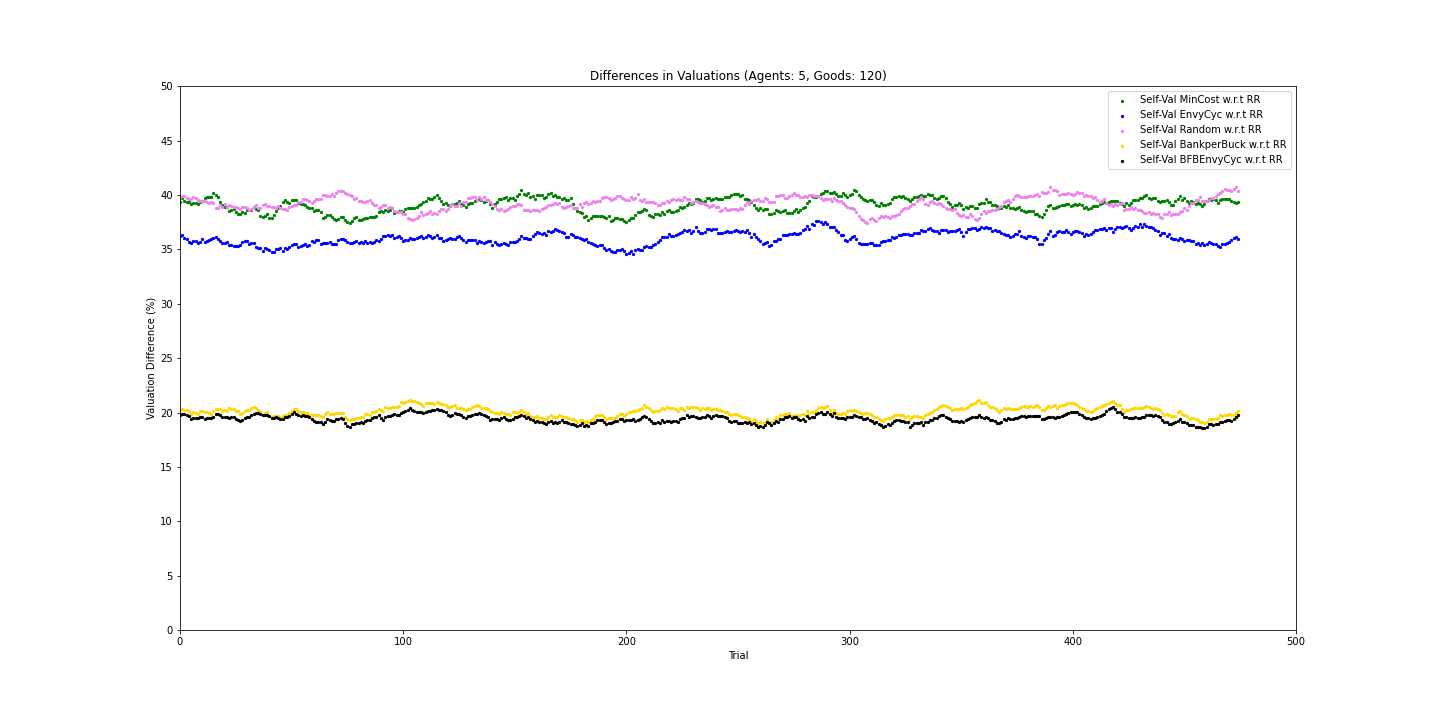 Differences in Valuations (Agents: 5, Goods: 120)
50
45
40
35
30
25
20
15
10
5
0
Valuation Difference (%)
Self-Val MinCost w.r.t RR
Self-Val EnvyCyc w.r.t RR
Self-Val Random w.r.t RR
Self-Val BankperBuck w.r.t RR
Self-Val BFBEnvyCyc w.r.t RR
0
100
200
300
400
500
Trial